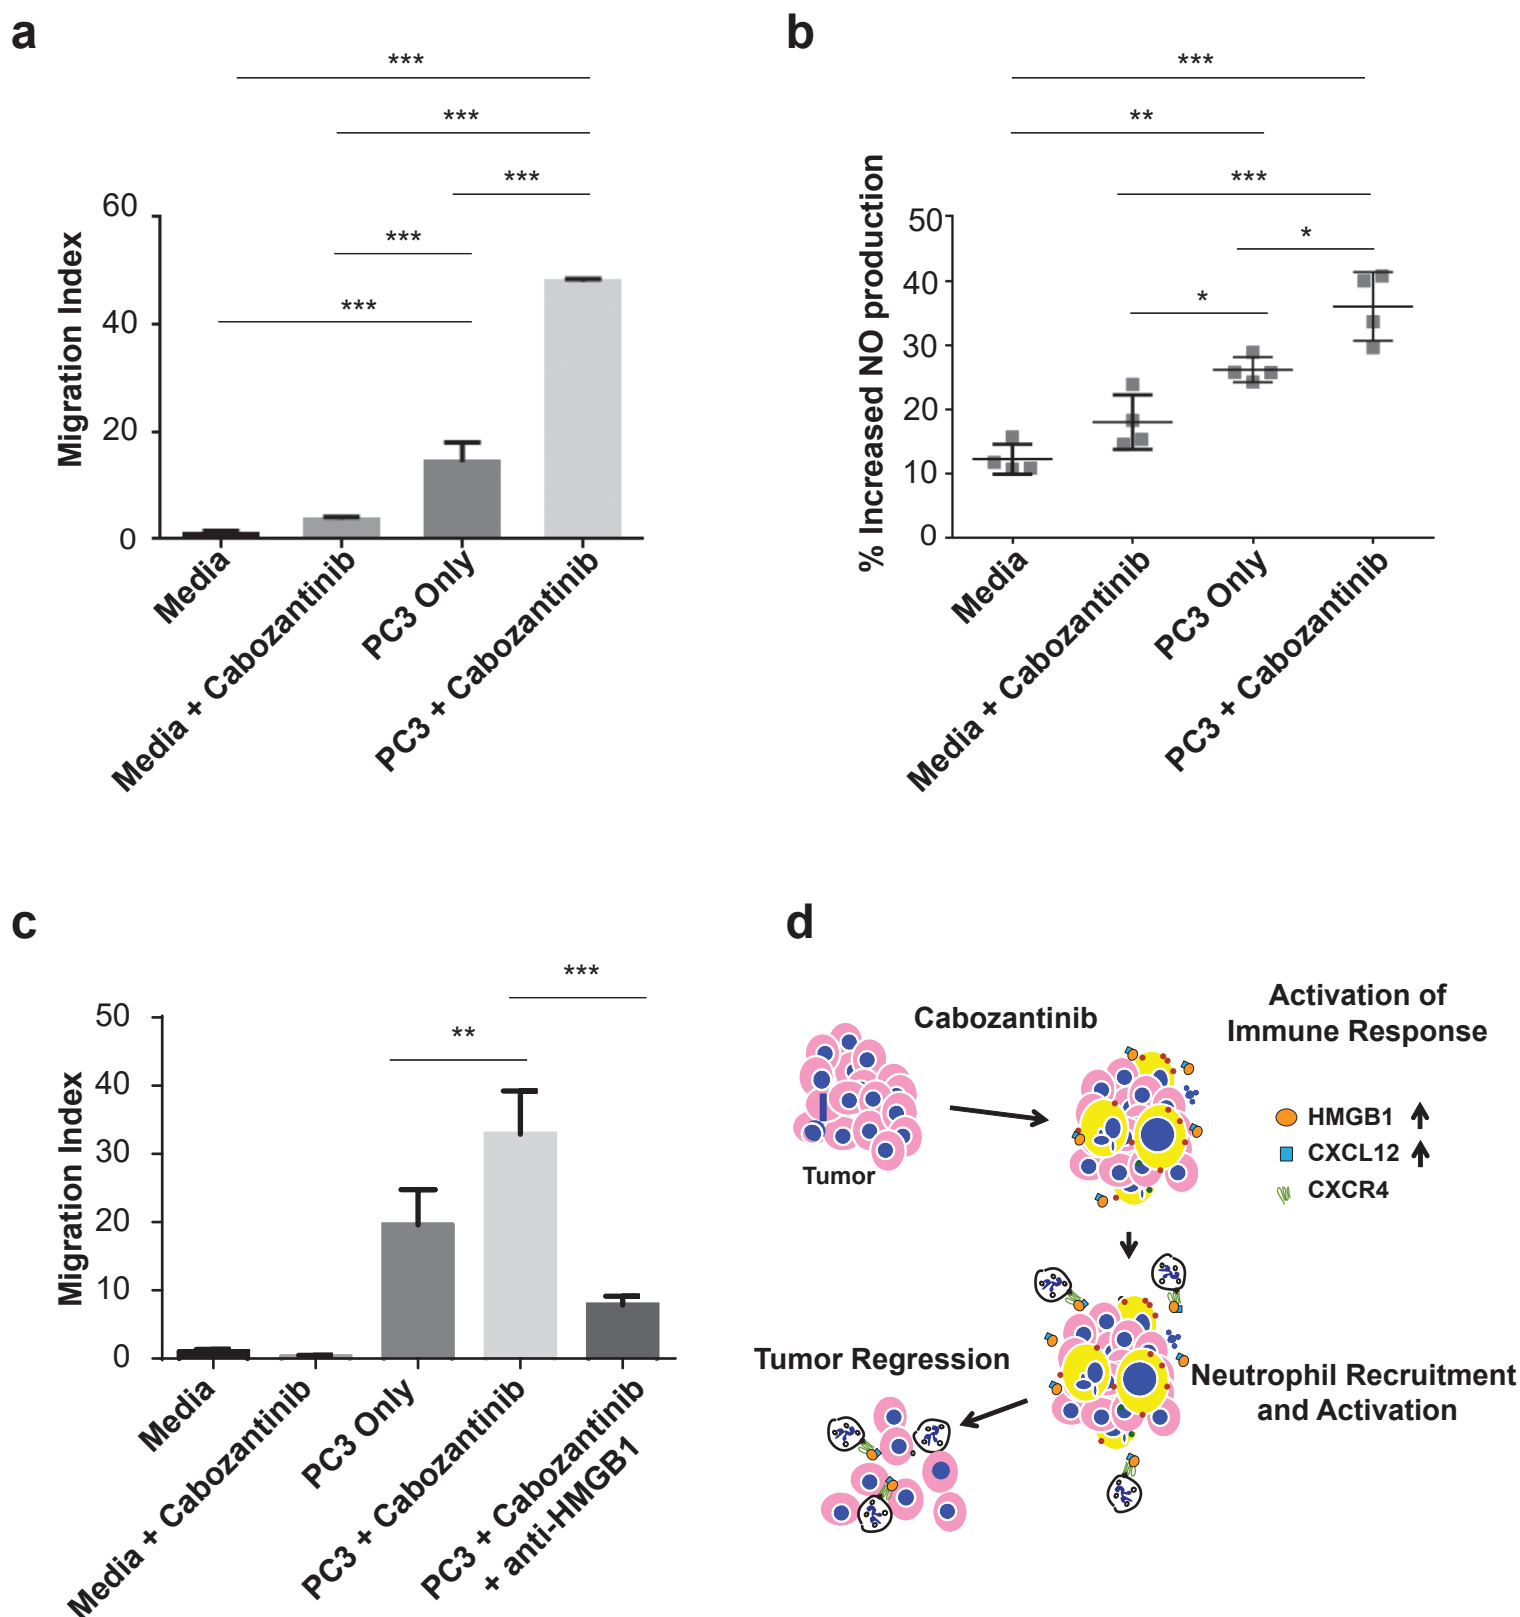 a
***
***
***
***
***
Migration Index
60
40
20
0
Media
Media + Cabozantinib
PC3 Only
PC3 + Cabozantinib
b
***
**
***
*
*
% Increased NO production
50
40
30
20
10
0
Media
Media + Cabozantinib
PC3 Only
PC3 + Cabozantinib
c
***
**
Migration Index
50
40
30
20
10
0
Media
Media + Cabozantinib
PC3 Only
PC3 + Cabozantinib
PC3 + Cabozantinib
+ anti-HMGB1
d
Cabozantinib
Activation of
Immune Response
HMGB1
CXCL12
CXCR4
Tumor
Tumor Regression
Neutrophil Recruitment
and Activation